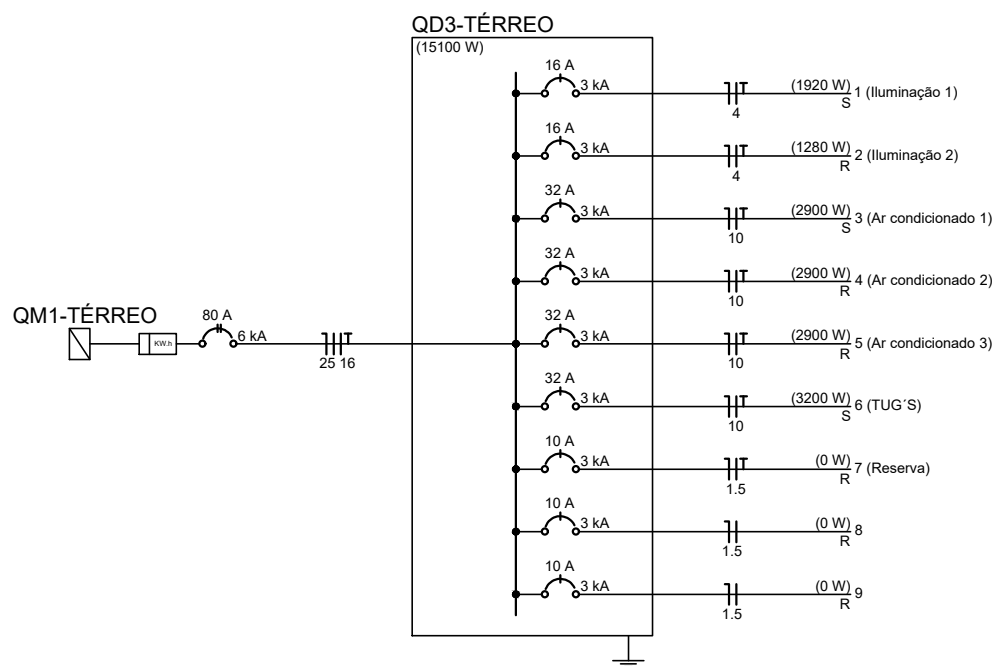 QD3-TÉRREO
(15100 W)
16 A
3 kA
4
(1920 W)
S
1 (Iluminação 1)
16 A
3 kA
4
(1280 W)
R
2 (Iluminação 2)
32 A
3 kA
10
(2900 W)
S
3 (Ar condicionado 1)
32 A
3 kA
10
(2900 W)
R
4 (Ar condicionado 2)
QM1-TÉRREO
KW.h
80 A
6 kA
25 16
32 A
3 kA
10
(2900 W)
R
5 (Ar condicionado 3)
32 A
3 kA
10
(3200 W)
S
6 (TUG´S)
10 A
3 kA
1.5
(0 W)
R
7 (Reserva)
10 A
3 kA
1.5
(0 W)
R
8
10 A
3 kA
1.5
(0 W)
R
9